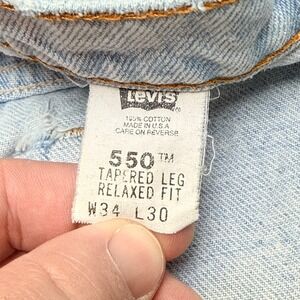 Levi's
100% COTTON
MADE IN U.S.A
CARE ON REVERSE
550™
TAPERED LEG
RELAXED FIT
W34 L30